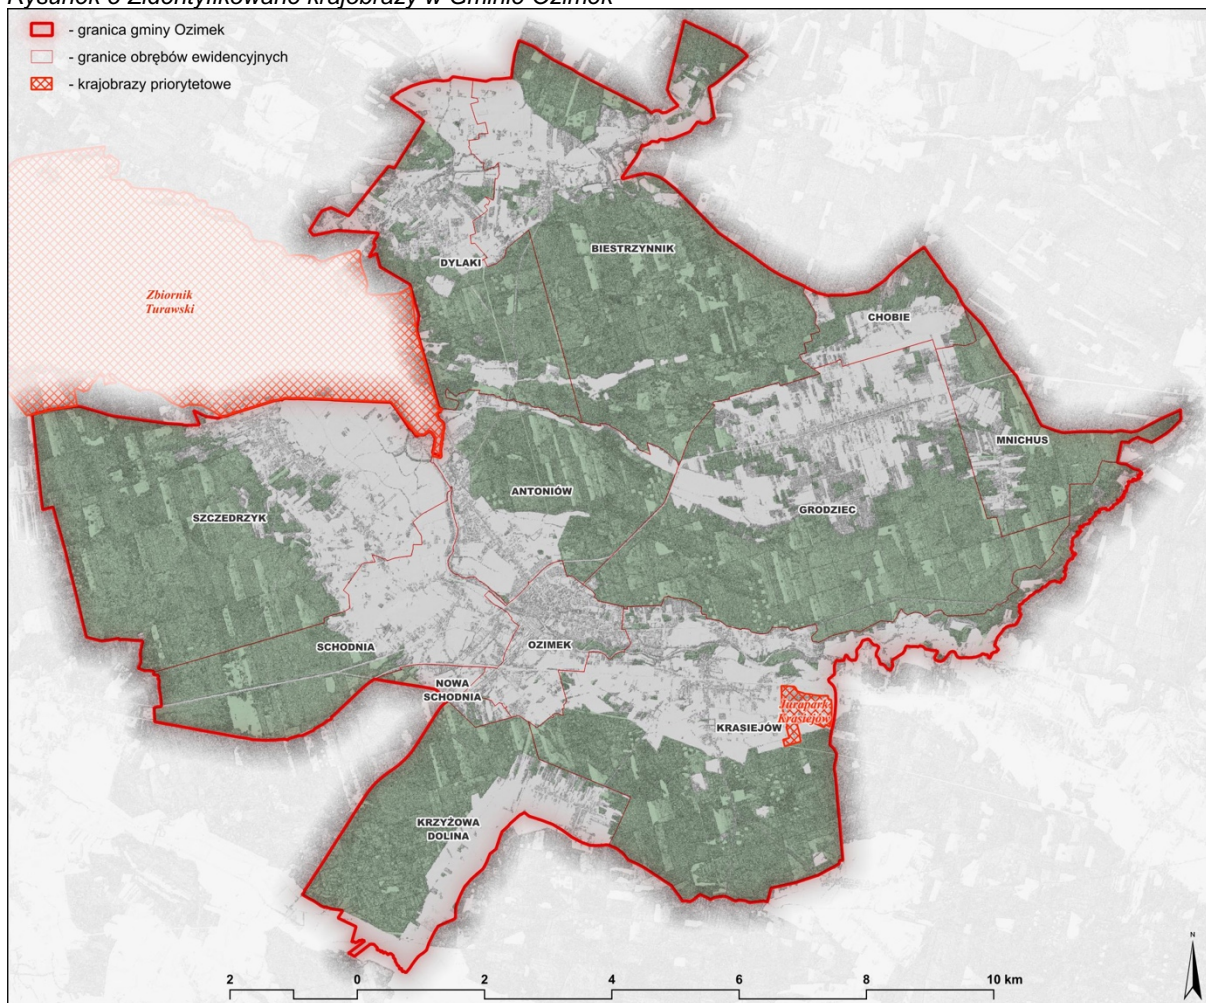 Rysunek 3 Zidentyfikowane krajobrazy w Gminie Ozimek
- granica gminy Ozimek
- granice obrębów ewidencyjnych
- krajobrazy priorytetowe
BIESTRZYNNIK
DYLAKI
Zbiornik
Turawski
CHOBIE
MNICHUS
ANTONIÓW
GRODZIEC
SZCZEDRZYK
SCHODNIA
OZIMEK
NOWA
SCHODNIA
Jurapark
Krasiejów
KRASIEJÓW
KRZYŻOWA
DOLINA
N
2 0 2 4 6 8 10 km